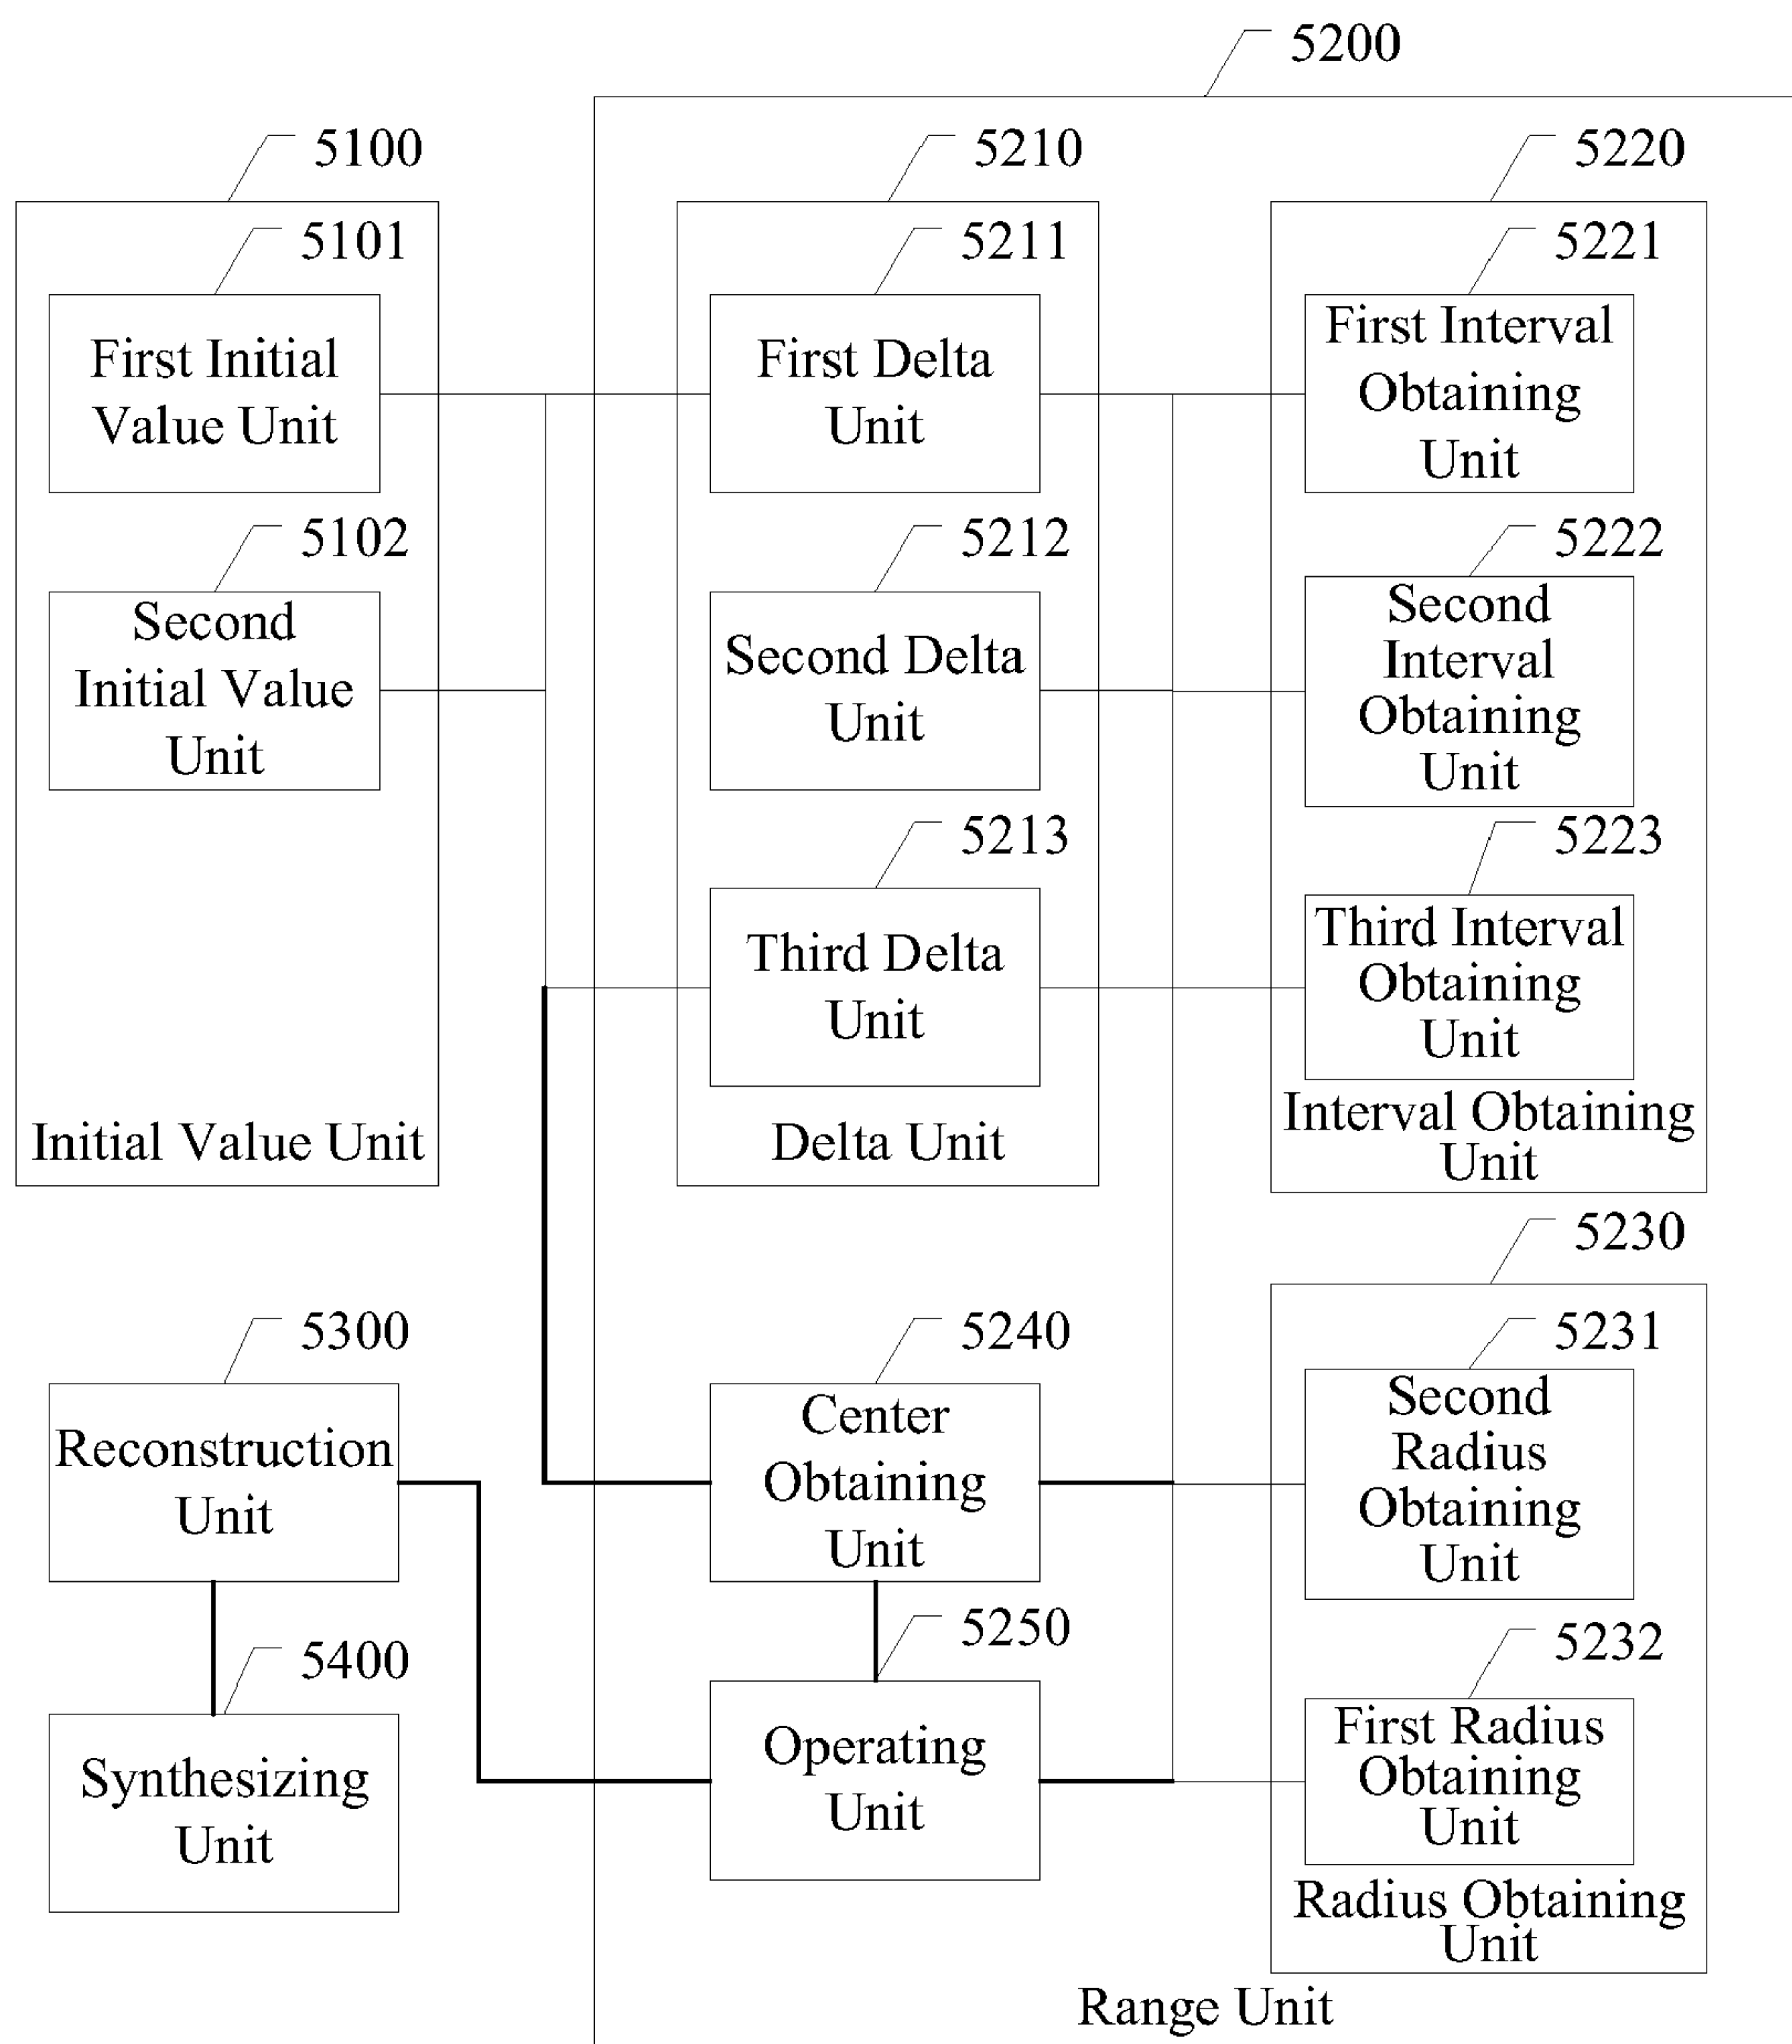 5200
5100
5210
5220
5101
5211
5221
First Initial
Value Unit
First Delta
Unit
First Interval
Obtaining
Unit
5102
5212
5222
Second
Initial Value
Unit
Second Delta
Unit
Second
Interval
Obtaining
Unit
5213
5223
Third Delta
Unit
Third Interval
Obtaining
Unit
Initial Value Unit
Delta Unit
Interval Obtaining
Unit
5230
5300
5240
5231
Reconstruction
Unit
Center
Obtaining
Unit
Second
Radius
Obtaining
Unit
5400
5250
5232
Synthesizing
Unit
Operating
Unit
First Radius
Obtaining
Unit
Radius Obtaining
Unit
Range Unit